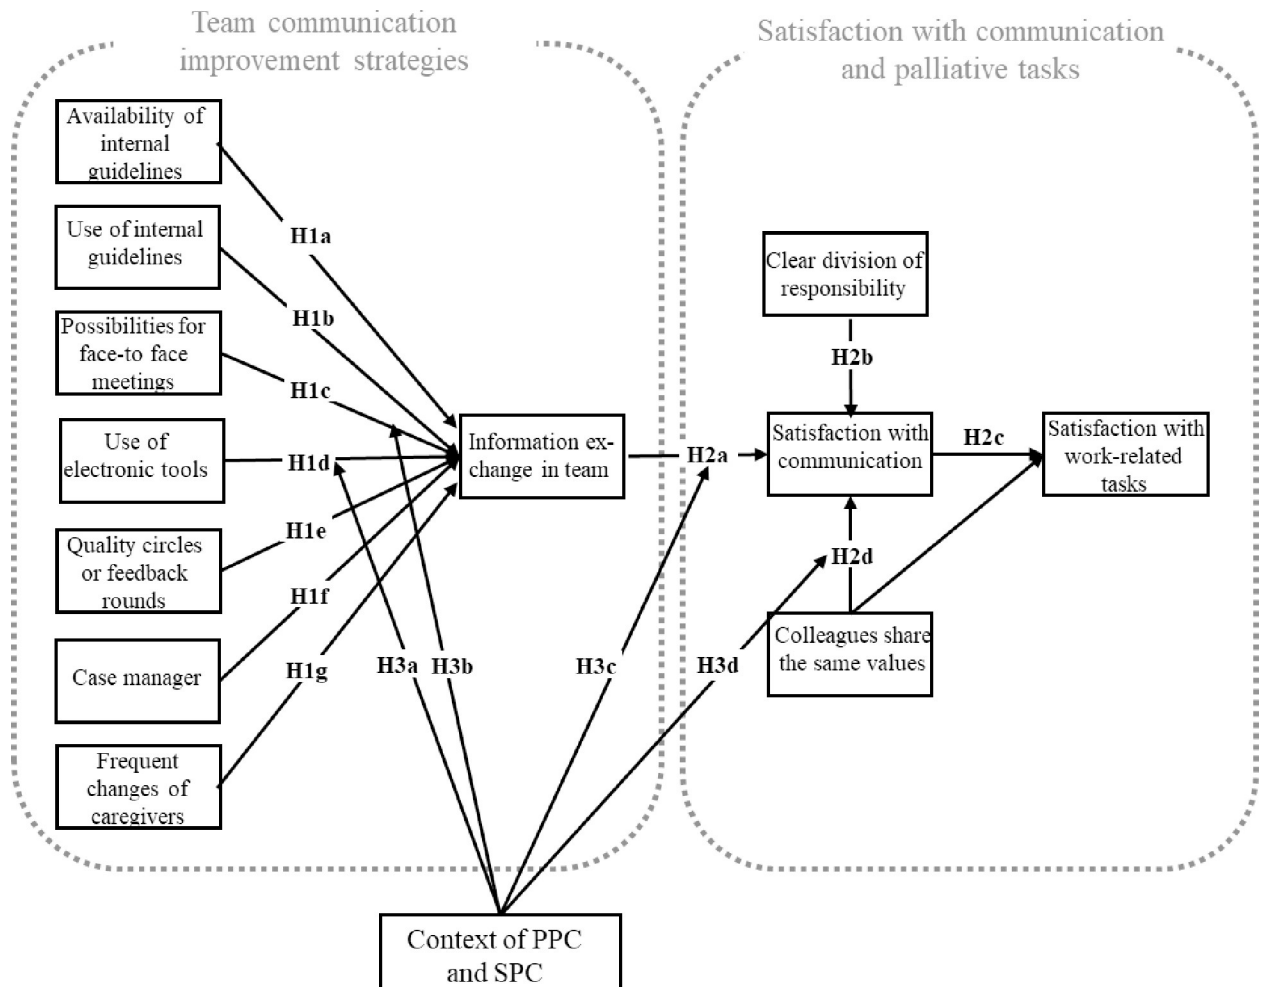 Team communication
improvement strategies
Satisfaction with communication
and palliative tasks
Availability of
internal
guidelines
Use of internal
guidelines
Possibilities for
face-to face
meetings
Use of
electronic tools
Quality circles
or feedback
rounds
Case manager
Frequent
changes of
caregivers
H1a
H1b
H1c
H1d
H1e
H1f
H1g
Information ex-
change in team
H3a
H3b
H3c
H3d
H2a
Clear division of
responsibility
H2b
Satisfaction with
communication
H2c
Satisfaction with
work-related
tasks
H2d
Colleagues share
the same values
Context of PPC
and SPC